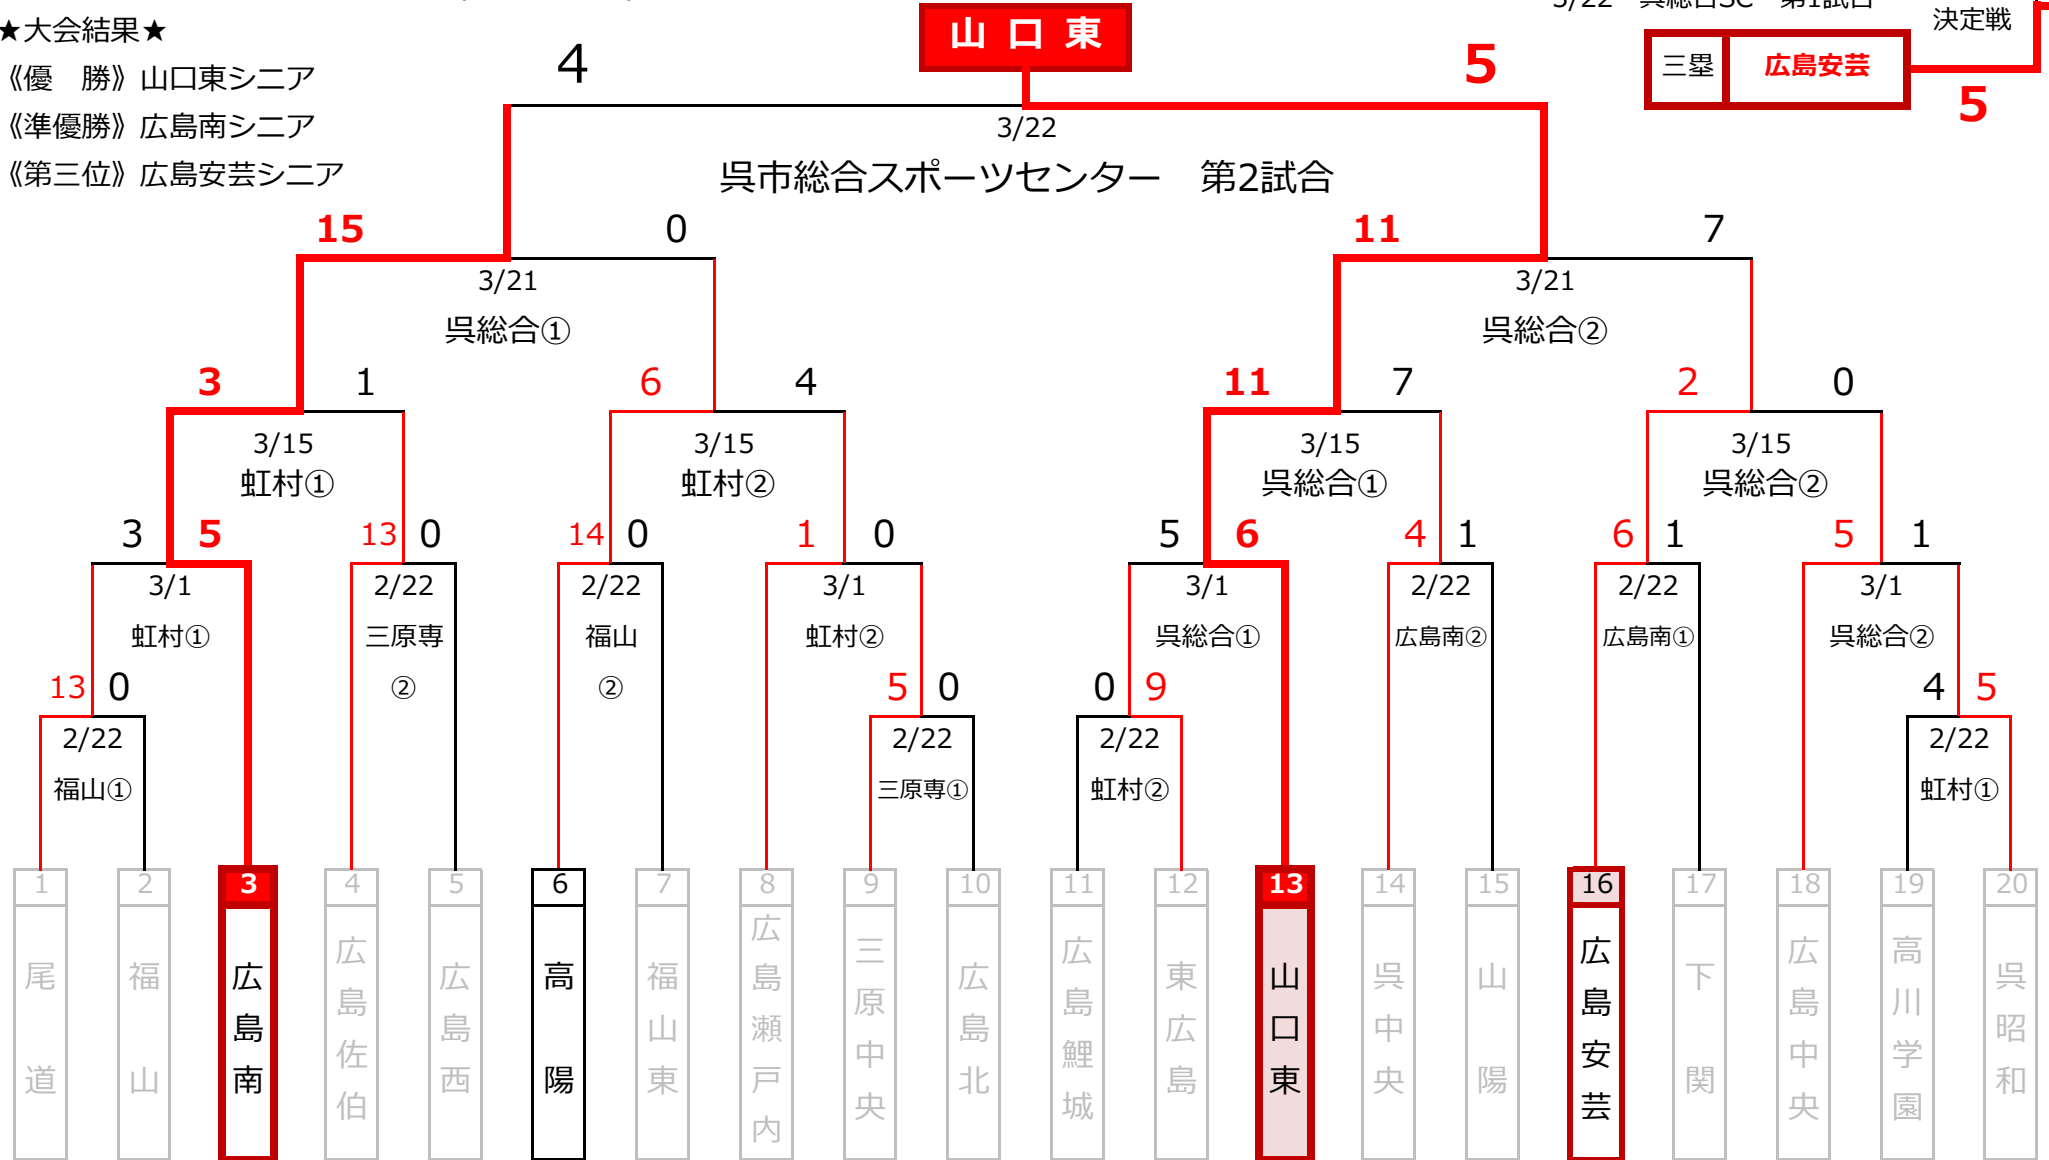 3/22 呉総合SC 第1試合
★大会結果★
山口東
決定戦
《優　勝》山口東シニア
4
5
三塁 広島安芸
《準優勝》広島南シニア
3/22
5
《第三位》広島安芸シニア
呉市総合スポーツセンター　第2試合
15 0 11 7
3/21 3/21
呉総合① 呉総合②
3 1 6 4 11 7 2 0
3/15 3/15 3/15 3/15
虹村① 虹村② 呉総合① 呉総合②
3 5 13 0 14 0 1 0 5 6 4 1 6 1 5 1
3/1 2/22 2/22 3/1 3/1 2/22 2/22 3/1
虹村① 三原専 福山 虹村② 呉総合① 広島南② 広島南① 呉総合②
② ②
13 0 5 0 0 9 4 5
2/22 2/22 2/22 2/22
福山① 三原専① 虹村② 虹村①
1 2 3 4 5 6 7 8 9 10 11 12 13 14 15 16 17 18 19 20
尾道
福山
広島南
広島佐伯
広島西
高陽
福山東
広島瀬戸内
三原中央
広島北
広島鯉城
東広島
山口東
呉中央
山陽
広島安芸
下関
広島中央
高川学園
呉昭和